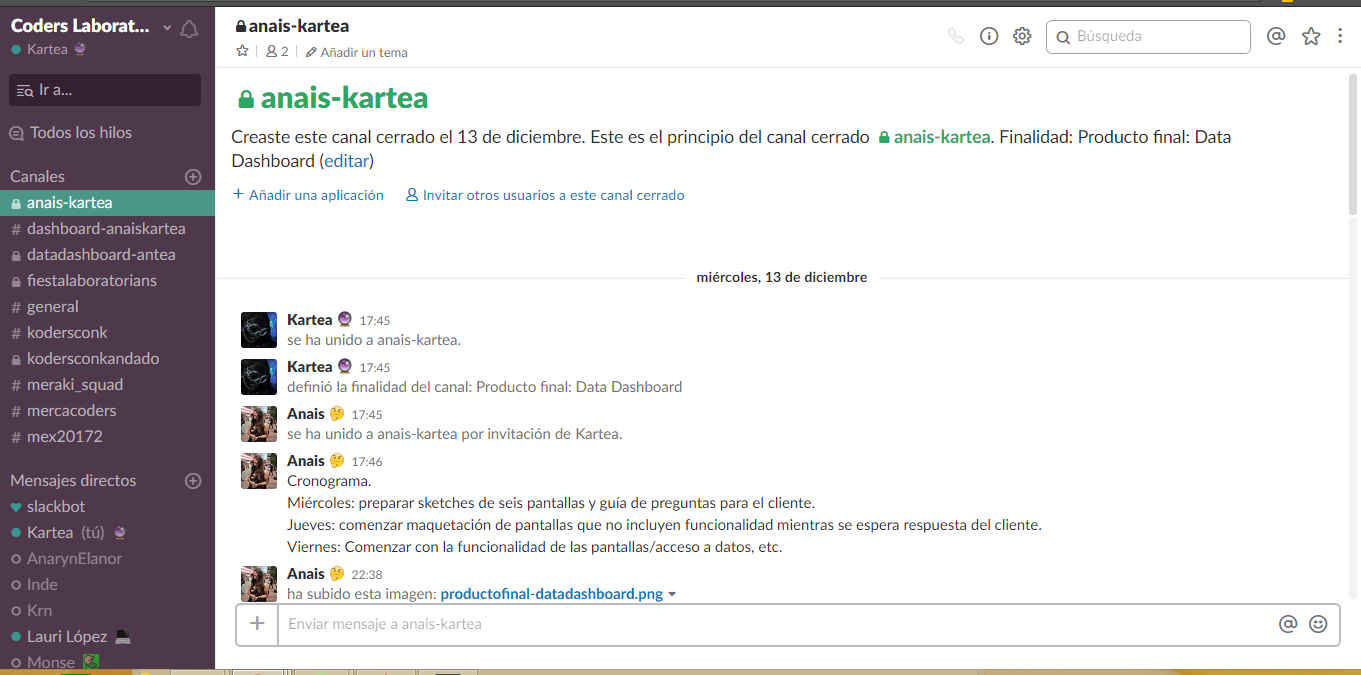 Coders Laborat...
Kartea
Ir a...
Todos los hilos
Canales
anais-kartea
# dashboard-anaiskartea
datadashboard-antea
fiestalaboratorians
# general
# kodersconk
kodersconkandado
# meraki_squad
# mercacoders
# mex20172
Mensajes directos
slackbot
Kartea (tú)
AnarynElanor
Inde
Krn
Lauri López
Monse
anais-kartea
2 | Añadir un tema
Búsqueda
anais-kartea
Creaste este canal cerrado el 13 de diciembre. Este es el principio del canal cerrado anais-kartea. Finalidad: Producto final: Data
Dashboard (editar)
+ Añadir una aplicación Invitar otros usuarios a este canal cerrado
miércoles, 13 de diciembre
Kartea 17:45
se ha unido a anais-kartea.
Kartea 17:45
definió la finalidad del canal: Producto final: Data Dashboard
Anais 17:45
se ha unido a anais-kartea por invitación de Kartea.
Anais 17:46
Cronograma.
Miércoles: preparar sketches de seis pantallas y guía de preguntas para el cliente.
Jueves: comenzar maquetación de pantallas que no incluyen funcionalidad mientras se espera respuesta del cliente.
Viernes: Comenzar con la funcionalidad de las pantallas/acceso a datos, etc.
Anais 22:38
ha subido esta imagen: productofinal-datadashboard.png
Enviar mensaje a anais-kartea